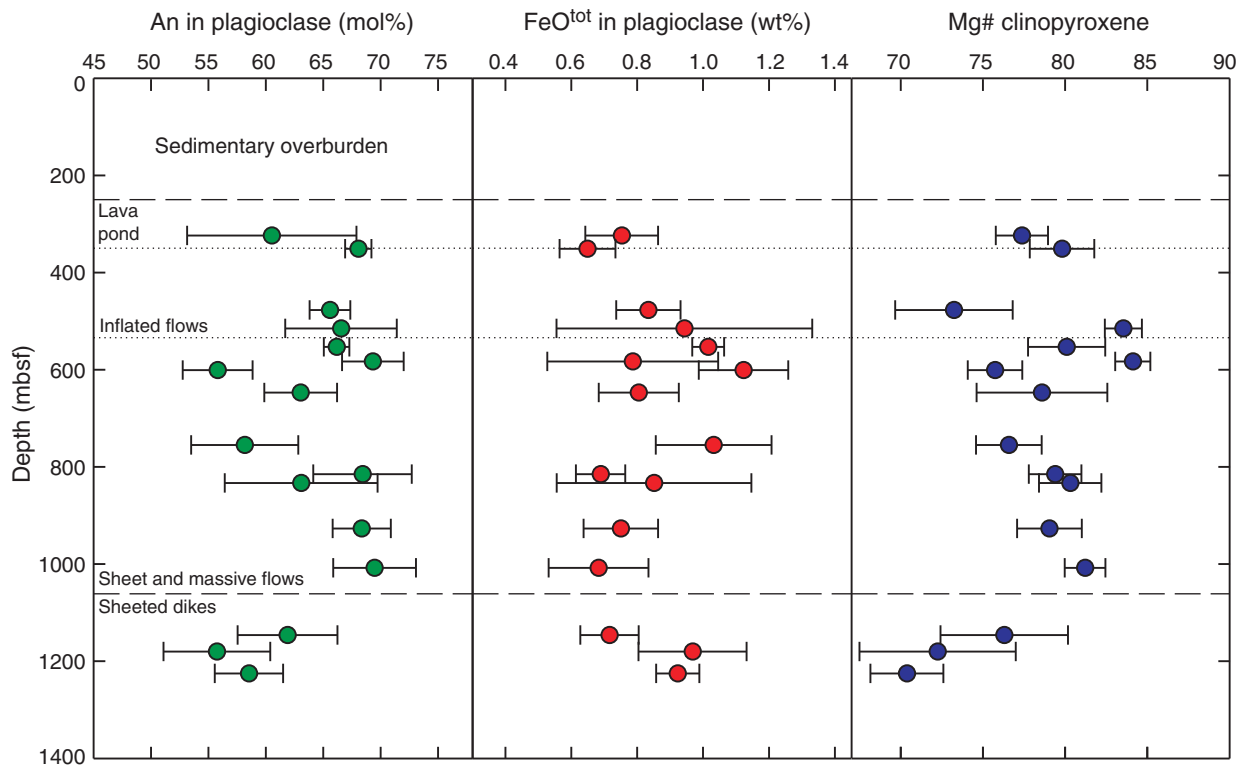 An in plagioclase (mol%)
FeOtot in plagioclase (wt%)
Mg# clinopyroxene
45 50 55 60 65 70 75
0.4 0.6 0.8 1.0 1.2 1.4
70 75 80 85 90
0
Sedimentary overburden
200
Lava
pond
400
Inflated flows
600
Depth (mbsf)
800
1000
Sheet and massive flows
Sheeted dikes
1200
1400